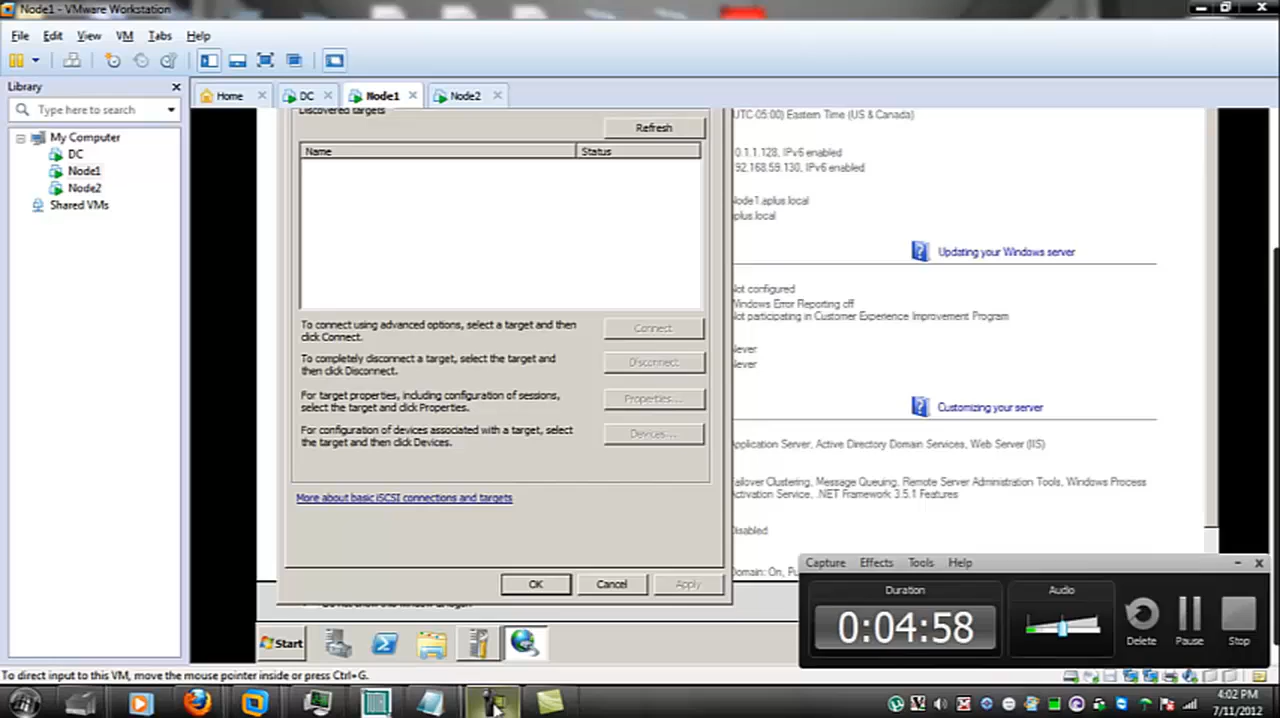 Node1 - VMware Workstation
File Edit View VM Tabs Help
Library
Type here to search
My Computer
DC
Node1
Node2
Shared VMs
Home DC Node1 Node2
Discovered targets
Refresh
Name Status
To connect using advanced options, select a target and then
click Connect.
Connect
To completely disconnect a target, select the target and
then click Disconnect.
Disconnect
For target properties, including configuration of sessions,
select the target and click Properties.
Properties...
For configuration of devices associated with a target, select
the target and then click Devices.
Devices...
More about basic iSCSI connections and targets
OK Cancel Apply
UTC-05:00) Eastern Time (US & Canada)
0.1.1.128, IPv6 enabled
92.168.59.130, IPv6 enabled
Node1.aplus.local
aplus.local
Updating your Windows server
Not configured
Windows Error Reporting off
Not participating in Customer Experience Improvement Program
Never
Never
Customizing your server
Application Server, Active Directory Domain Services, Web Server (IIS)
Failover Clustering, Message Queuing, Remote Server Administration Tools, Windows Process
Activation Service, .NET Framework 3.5.1 Features
Disabled
Domain: On, Pu
Start
Capture Effects Tools Help
Duration
0:04:58
Audio
Delete Pause Stop
To direct input to this VM, move the mouse pointer inside or press Ctrl+G.
4:02 PM
7/11/2012